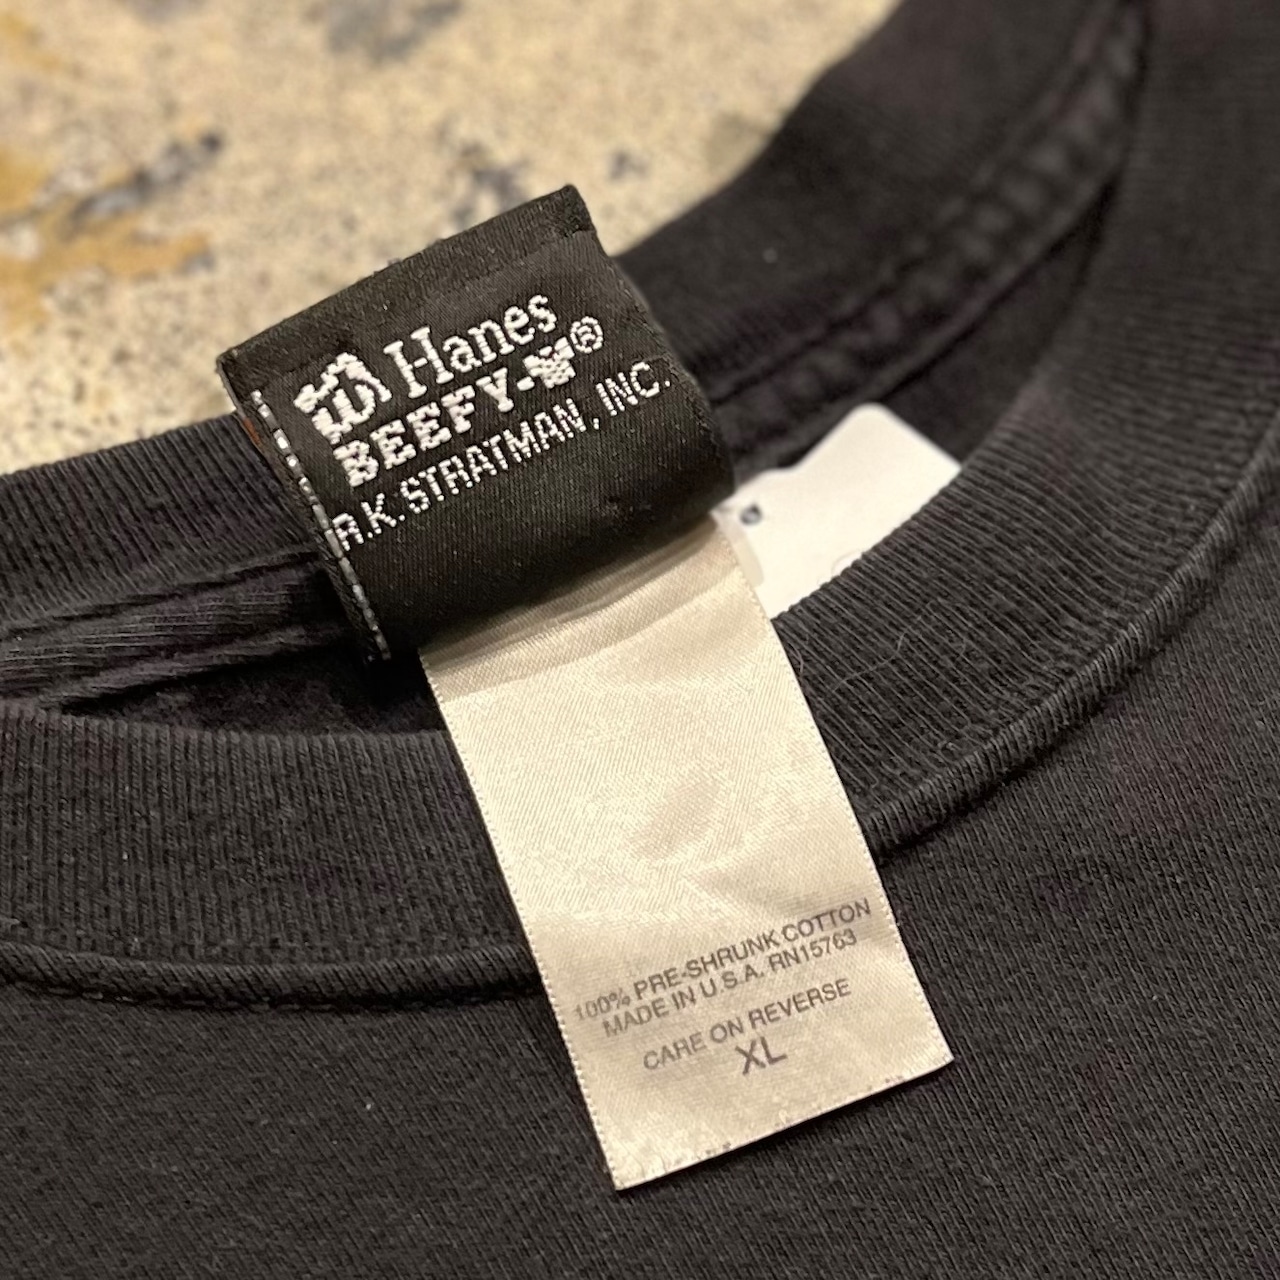 Hanes
BEEFY-T®
R.K. STRATMAN, INC.
100% PRE-SHRUNK COTTON
MADE IN U.S.A. RN15763
CARE ON REVERSE
XL